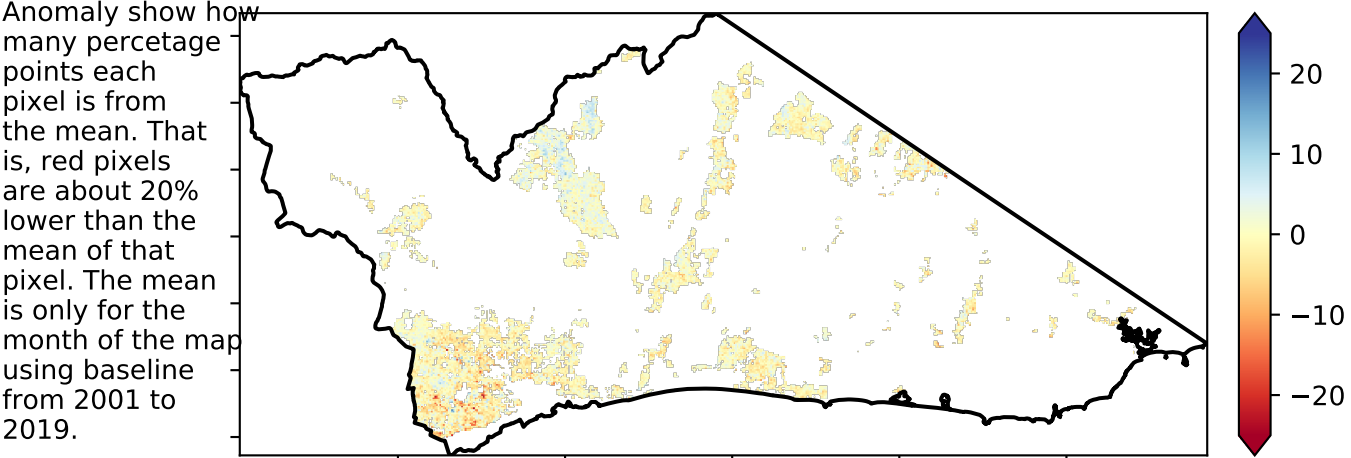 Anomaly show how
many percetage
points each
pixel is from
the mean. That
is, red pixels
are about 20%
lower than the
mean of that
pixel. The mean
is only for the
month of the map
using baseline
from 2001 to
2019.
20
10
0
−10
−20